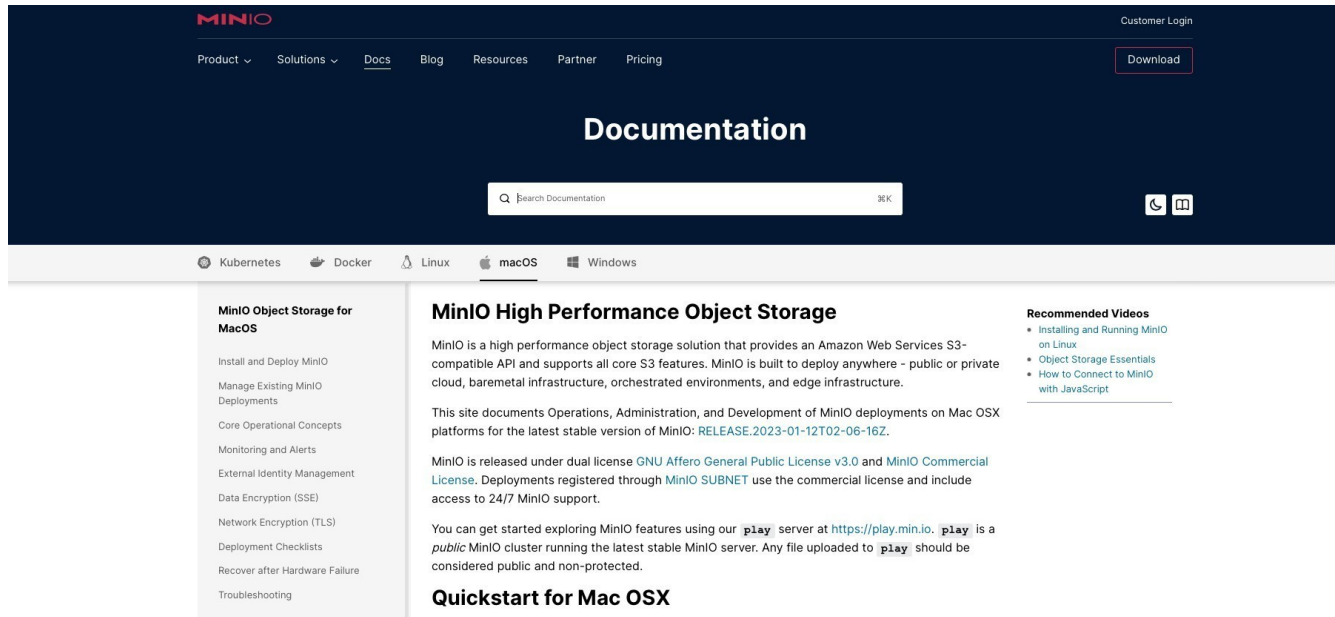 MINIO
Customer Login
Product
Solutions
Docs
Blog
Resources
Partner
Pricing
Download
Documentation
Search Documentation
⌘K
Kubernetes
Docker
Linux
macOS
Windows
MinIO Object Storage for
MacOS
Install and Deploy MinIO
Manage Existing MinIO
Deployments
Core Operational Concepts
Monitoring and Alerts
External Identity Management
Data Encryption (SSE)
Network Encryption (TLS)
Deployment Checklists
Recover after Hardware Failure
Troubleshooting
MinIO High Performance Object Storage
MinIO is a high performance object storage solution that provides an Amazon Web Services S3-
compatible API and supports all core S3 features. MinIO is built to deploy anywhere - public or private
cloud, baremetal infrastructure, orchestrated environments, and edge infrastructure.
This site documents Operations, Administration, and Development of MinIO deployments on Mac OSX
platforms for the latest stable version of MinIO: RELEASE.2023-01-12T02-06-16Z.
MinIO is released under dual license GNU Affero General Public License v3.0 and MinIO Commercial
License. Deployments registered through MinIO SUBNET use the commercial license and include
access to 24/7 MinIO support.
You can get started exploring MinIO features using our play server at https://play.min.io. play is a
public MinIO cluster running the latest stable MinIO server. Any file uploaded to play should be
considered public and non-protected.
Quickstart for Mac OSX
Recommended Videos
Installing and Running MinIO
on Linux
Object Storage Essentials
How to Connect to MinIO
with JavaScript